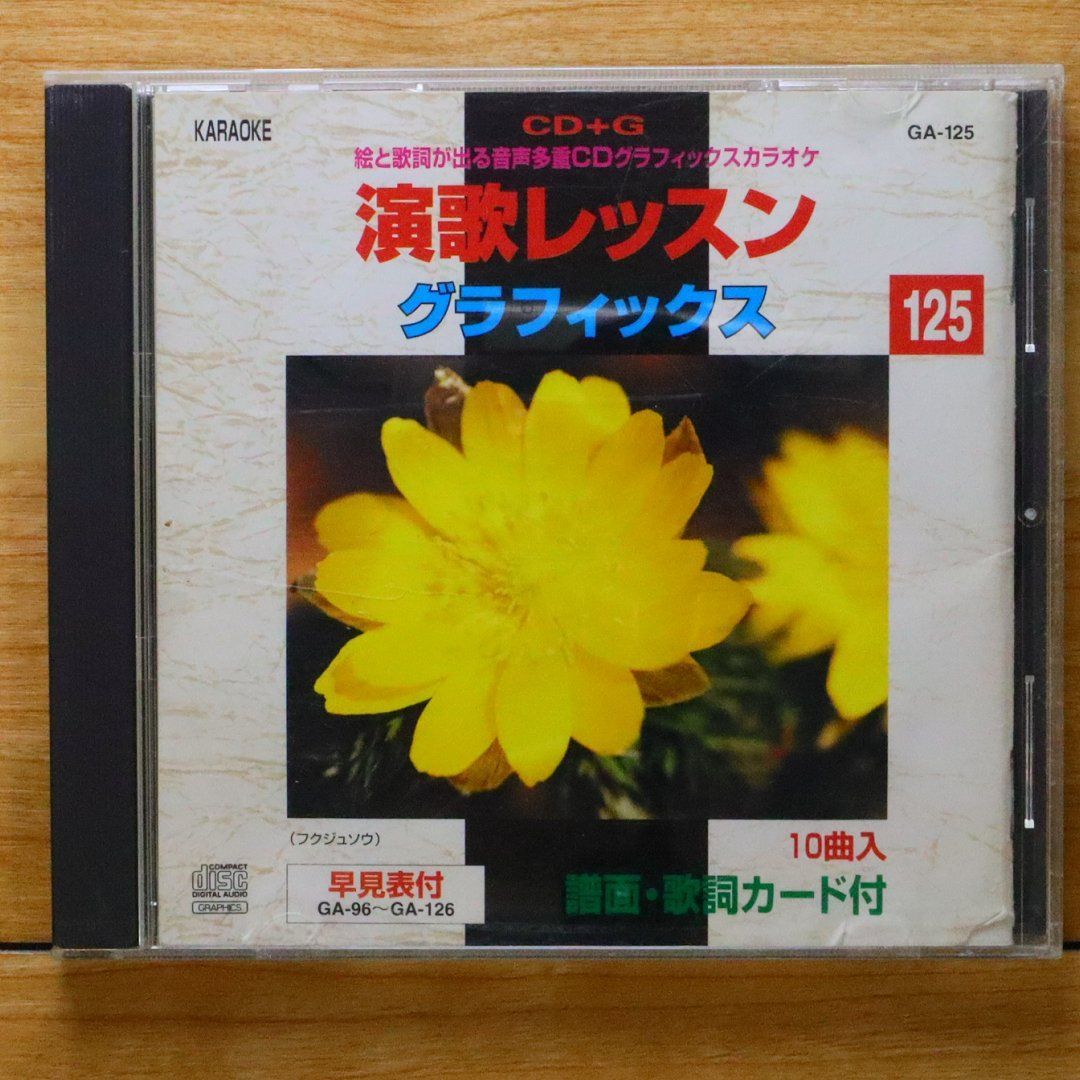 KARAOKE
CD+G
GA-125
絵と歌詞が出る音声多重CDグラフィックスカラオケ
演歌レッスン
グラフィックス
125
(フクジュソウ)
10曲入
早見表付
GA-96〜GA-126
譜面・歌詞カード付
COMPACT
disc
DIGITAL AUDIO
GRAPHICS